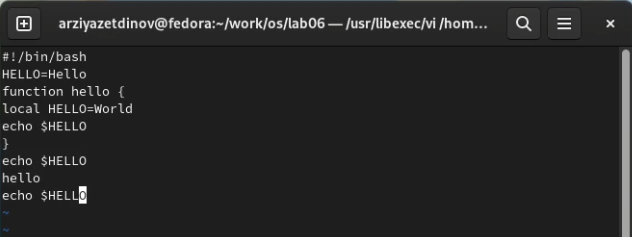 arziyazetdinov@fedora:~/work/os/lab06 — /usr/libexec/vi /hom...
#!/bin/bash
HELLO=Hello
function hello {
local HELLO=World
echo $HELLO
}
echo $HELLO
hello
echo $HELLO
~
~